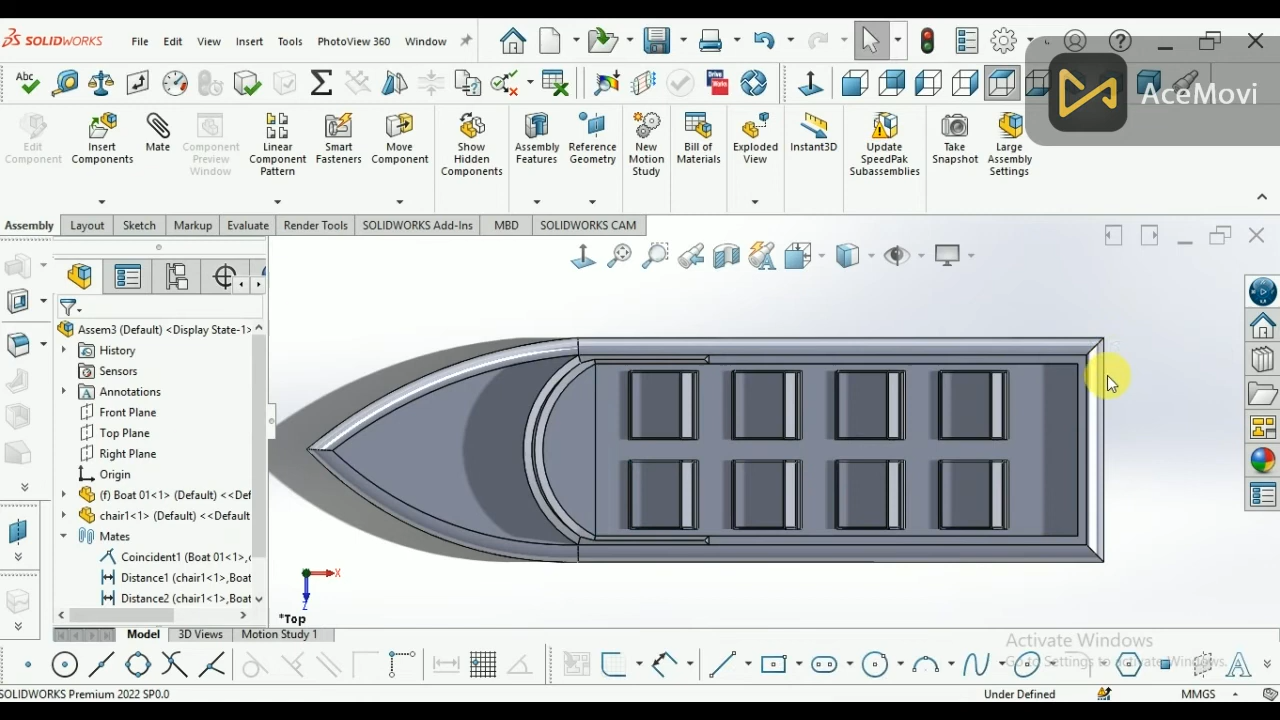 SOLIDWORKS File Edit View Insert Tools PhotoView 360 Window
AceMovi
Edit Component
Insert Components
Mate
Component Preview Window
Linear Component Pattern
Smart Fasteners
Move Component
Show Hidden Components
Assembly Features
Reference Geometry
New Motion Study
Bill of Materials
Exploded View
Instant3D
Update SpeedPak Subassemblies
Take Snapshot
Large Assembly Settings
Assembly Layout Sketch Markup Evaluate Render Tools SOLIDWORKS Add-Ins MBD SOLIDWORKS CAM
Assem3 (Default) <Display State-1>
History
Sensors
Annotations
Front Plane
Top Plane
Right Plane
Origin
(f) Boat 01<1> (Default) <<Def
chair1<1> (Default) <<Default
Mates
Coincident1 (Boat 01<1>,c
Distance1 (chair1<1>,Boat
Distance2 (chair1<1>,Boat
X
Z
*Top
Model 3D Views Motion Study 1
Activate Windows
Go to Settings to activate Windows.
SOLIDWORKS Premium 2022 SP0.0
Under Defined
MMGS